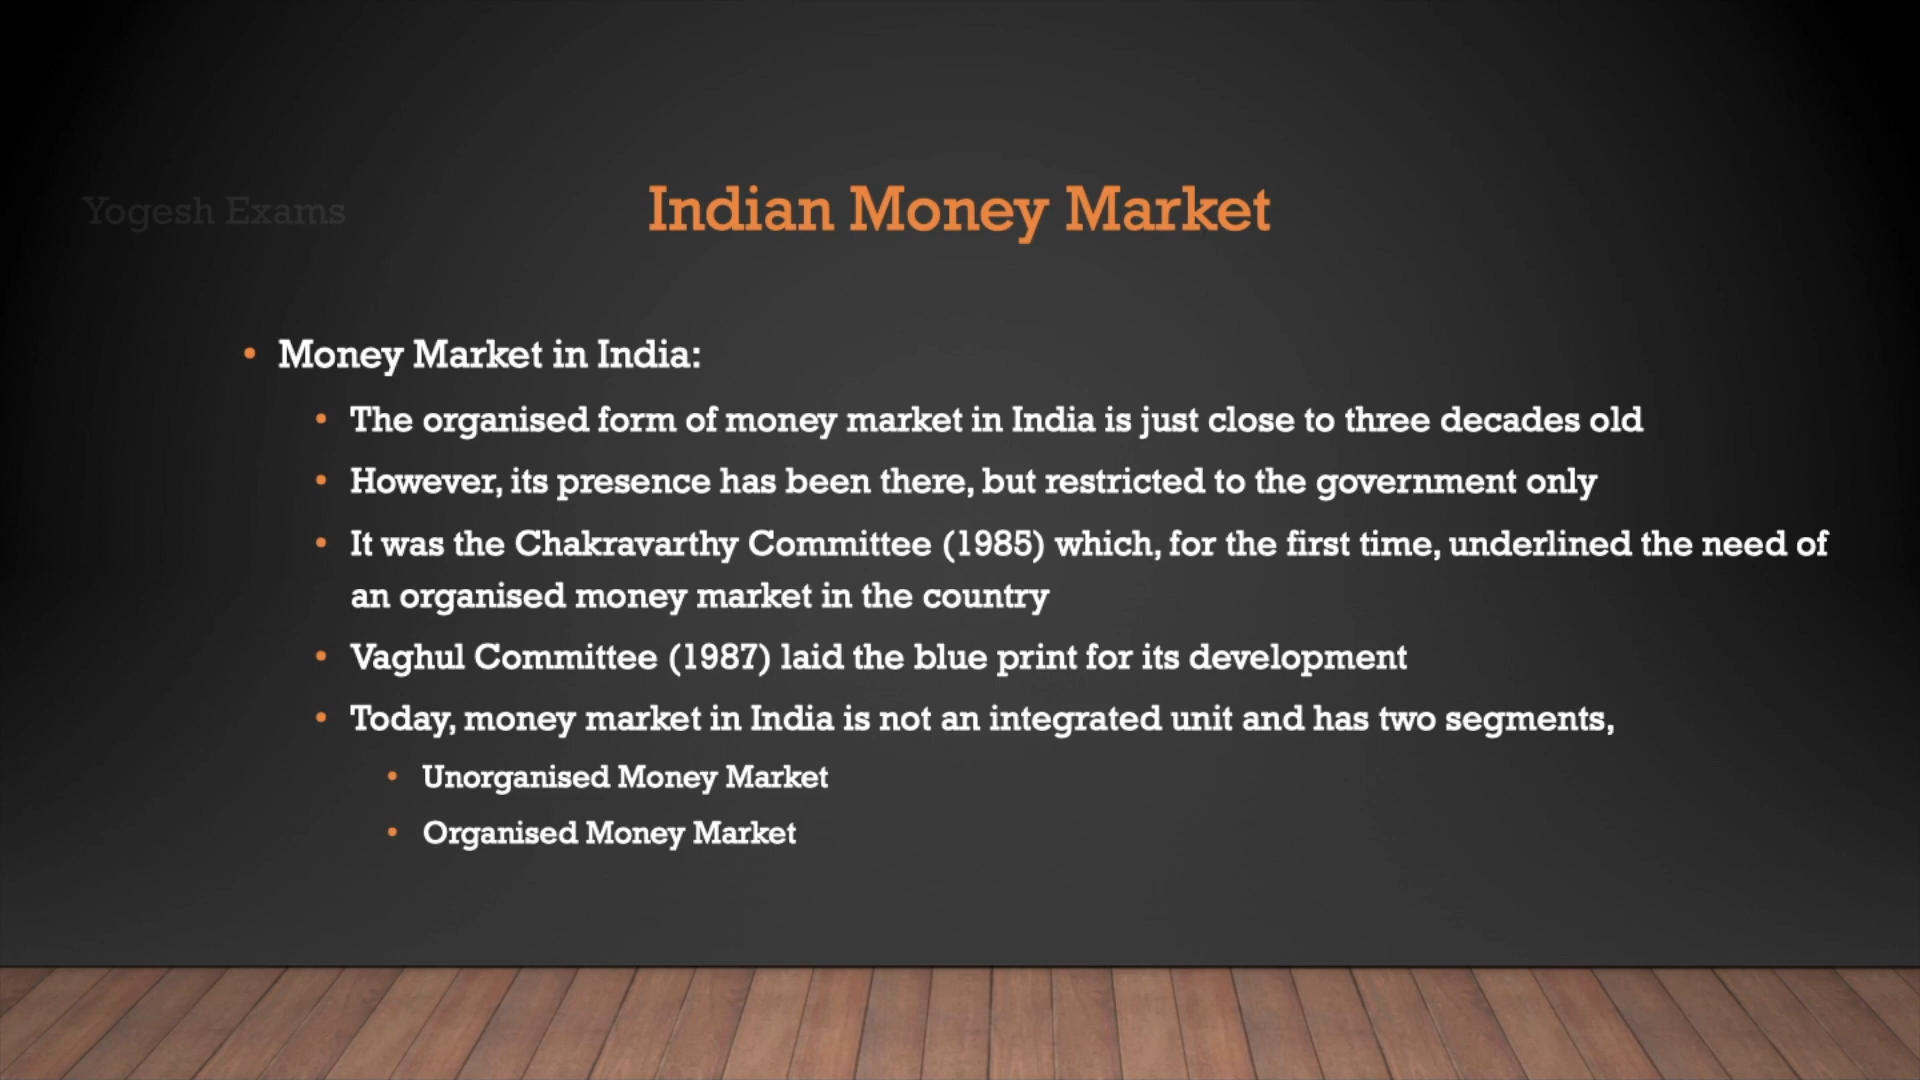 Yogesh Exams
Indian Money Market
• Money Market in India:
• The organised form of money market in India is just close to three decades old
• However, its presence has been there, but restricted to the government only
• It was the Chakravarthy Committee (1985) which, for the first time, underlined the need of
an organised money market in the country
• Vaghul Committee (1987) laid the blue print for its development
• Today, money market in India is not an integrated unit and has two segments,
• Unorganised Money Market
• Organised Money Market